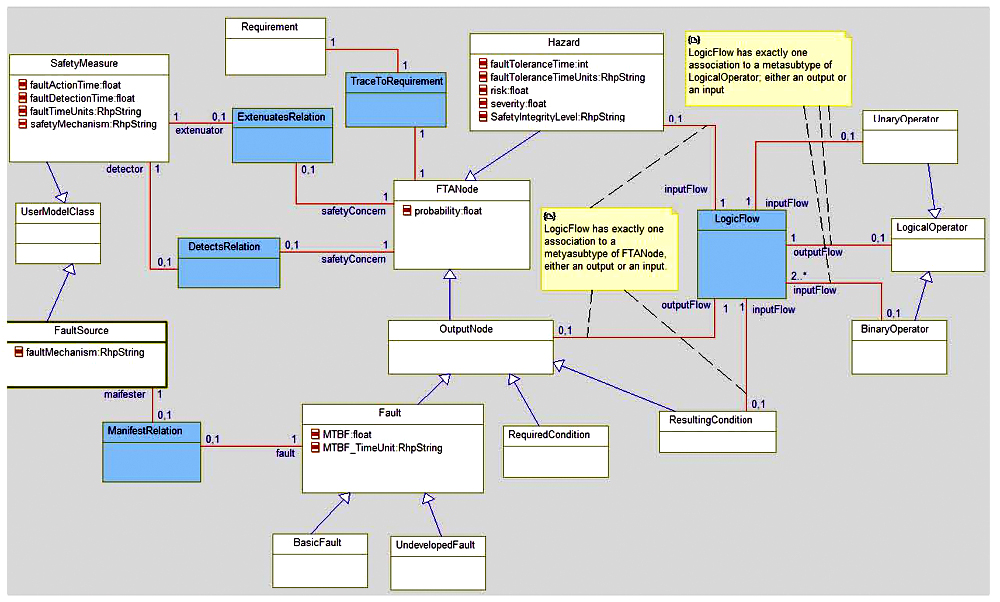 Requirement
1
1
TraceToRequirement
1
1
SafetyMeasure
faultActionTime:float
faultDetectionTime:float
faultTimeUnits:RhpString
safetyMechanism:RhpString
1
0,1
extenuator
ExtenuatesRelation
0,1
1
safetyConcern
detector
1
0,1
DetectsRelation
0,1
1
safetyConcern
UserModelClass
FaultSource
faultMechanism:RhpString
maifester
1
0,1
ManifestRelation
0,1
1
fault
Hazard
faultToleranceTime:int
faultToleranceTimeUnits:RhpString
risk:float
severity:float
SafetyIntegrityLevel:RhpString
0,1
inputFlow
1
FTANode
probability:float
LogicFlow has exactly one
association to a metasubtype of
LogicalOperator; either an output or
an input
LogicFlow has exactly one
association to a
metyasubtype of FTANode,
either an output or an input.
UnaryOperator
0,1
1
inputFlow
LogicFlow
LogicalOperator
1
0,1
outputFlow
2..*
inputFlow
0,1
BinaryOperator
outputFlow
1
1
inputFlow
OutputNode
0,1
0,1
ResultingCondition
RequiredCondition
Fault
MTBF:float
MTBF_TimeUnit:RhpString
BasicFault
UndevelopedFault